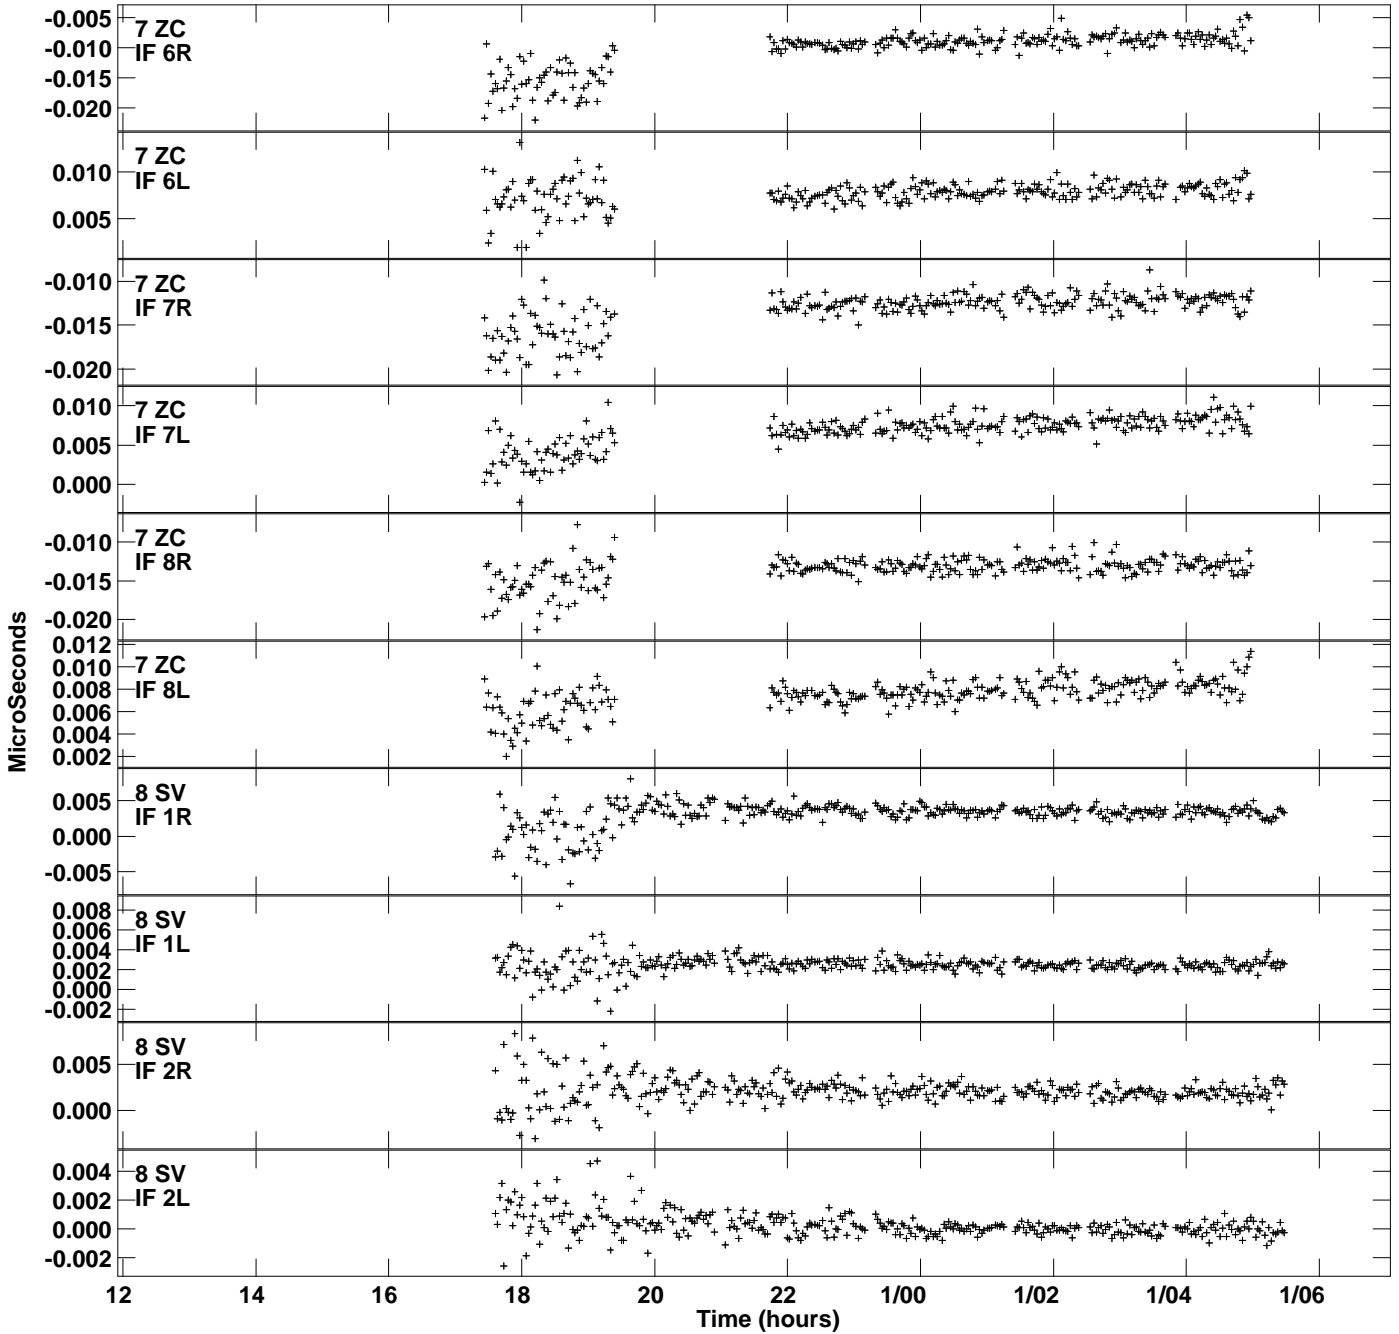 -0.005
-0.010
-0.015
-0.020
7 ZC
IF 6R
0.010
0.005
7 ZC
IF 6L
-0.010
-0.015
-0.020
7 ZC
IF 7R
0.010
0.005
0.000
7 ZC
IF 7L
-0.010
-0.015
-0.020
7 ZC
IF 8R
0.012
0.010
0.008
0.006
0.004
0.002
7 ZC
IF 8L
0.005
0.000
-0.005
8 SV
IF 1R
0.008
0.006
0.004
0.002
0.000
-0.002
8 SV
IF 1L
0.005
0.000
8 SV
IF 2R
0.004
0.002
0.000
-0.002
8 SV
IF 2L
MicroSeconds
12 14 16 18 20 22 1/00 1/02 1/04 1/06
Time (hours)